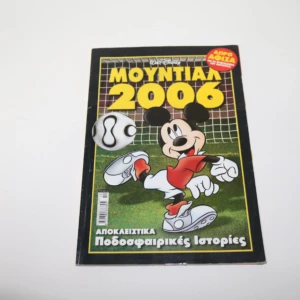 ΔΩΡΟ
ΑΦΙΣΑ
ΜΟΥΝΤΙΑΛ
2006
ΑΠΟΚΛΕΙΣΤΙΚΑ
Ποδοσφαιρικές Ιστορίες